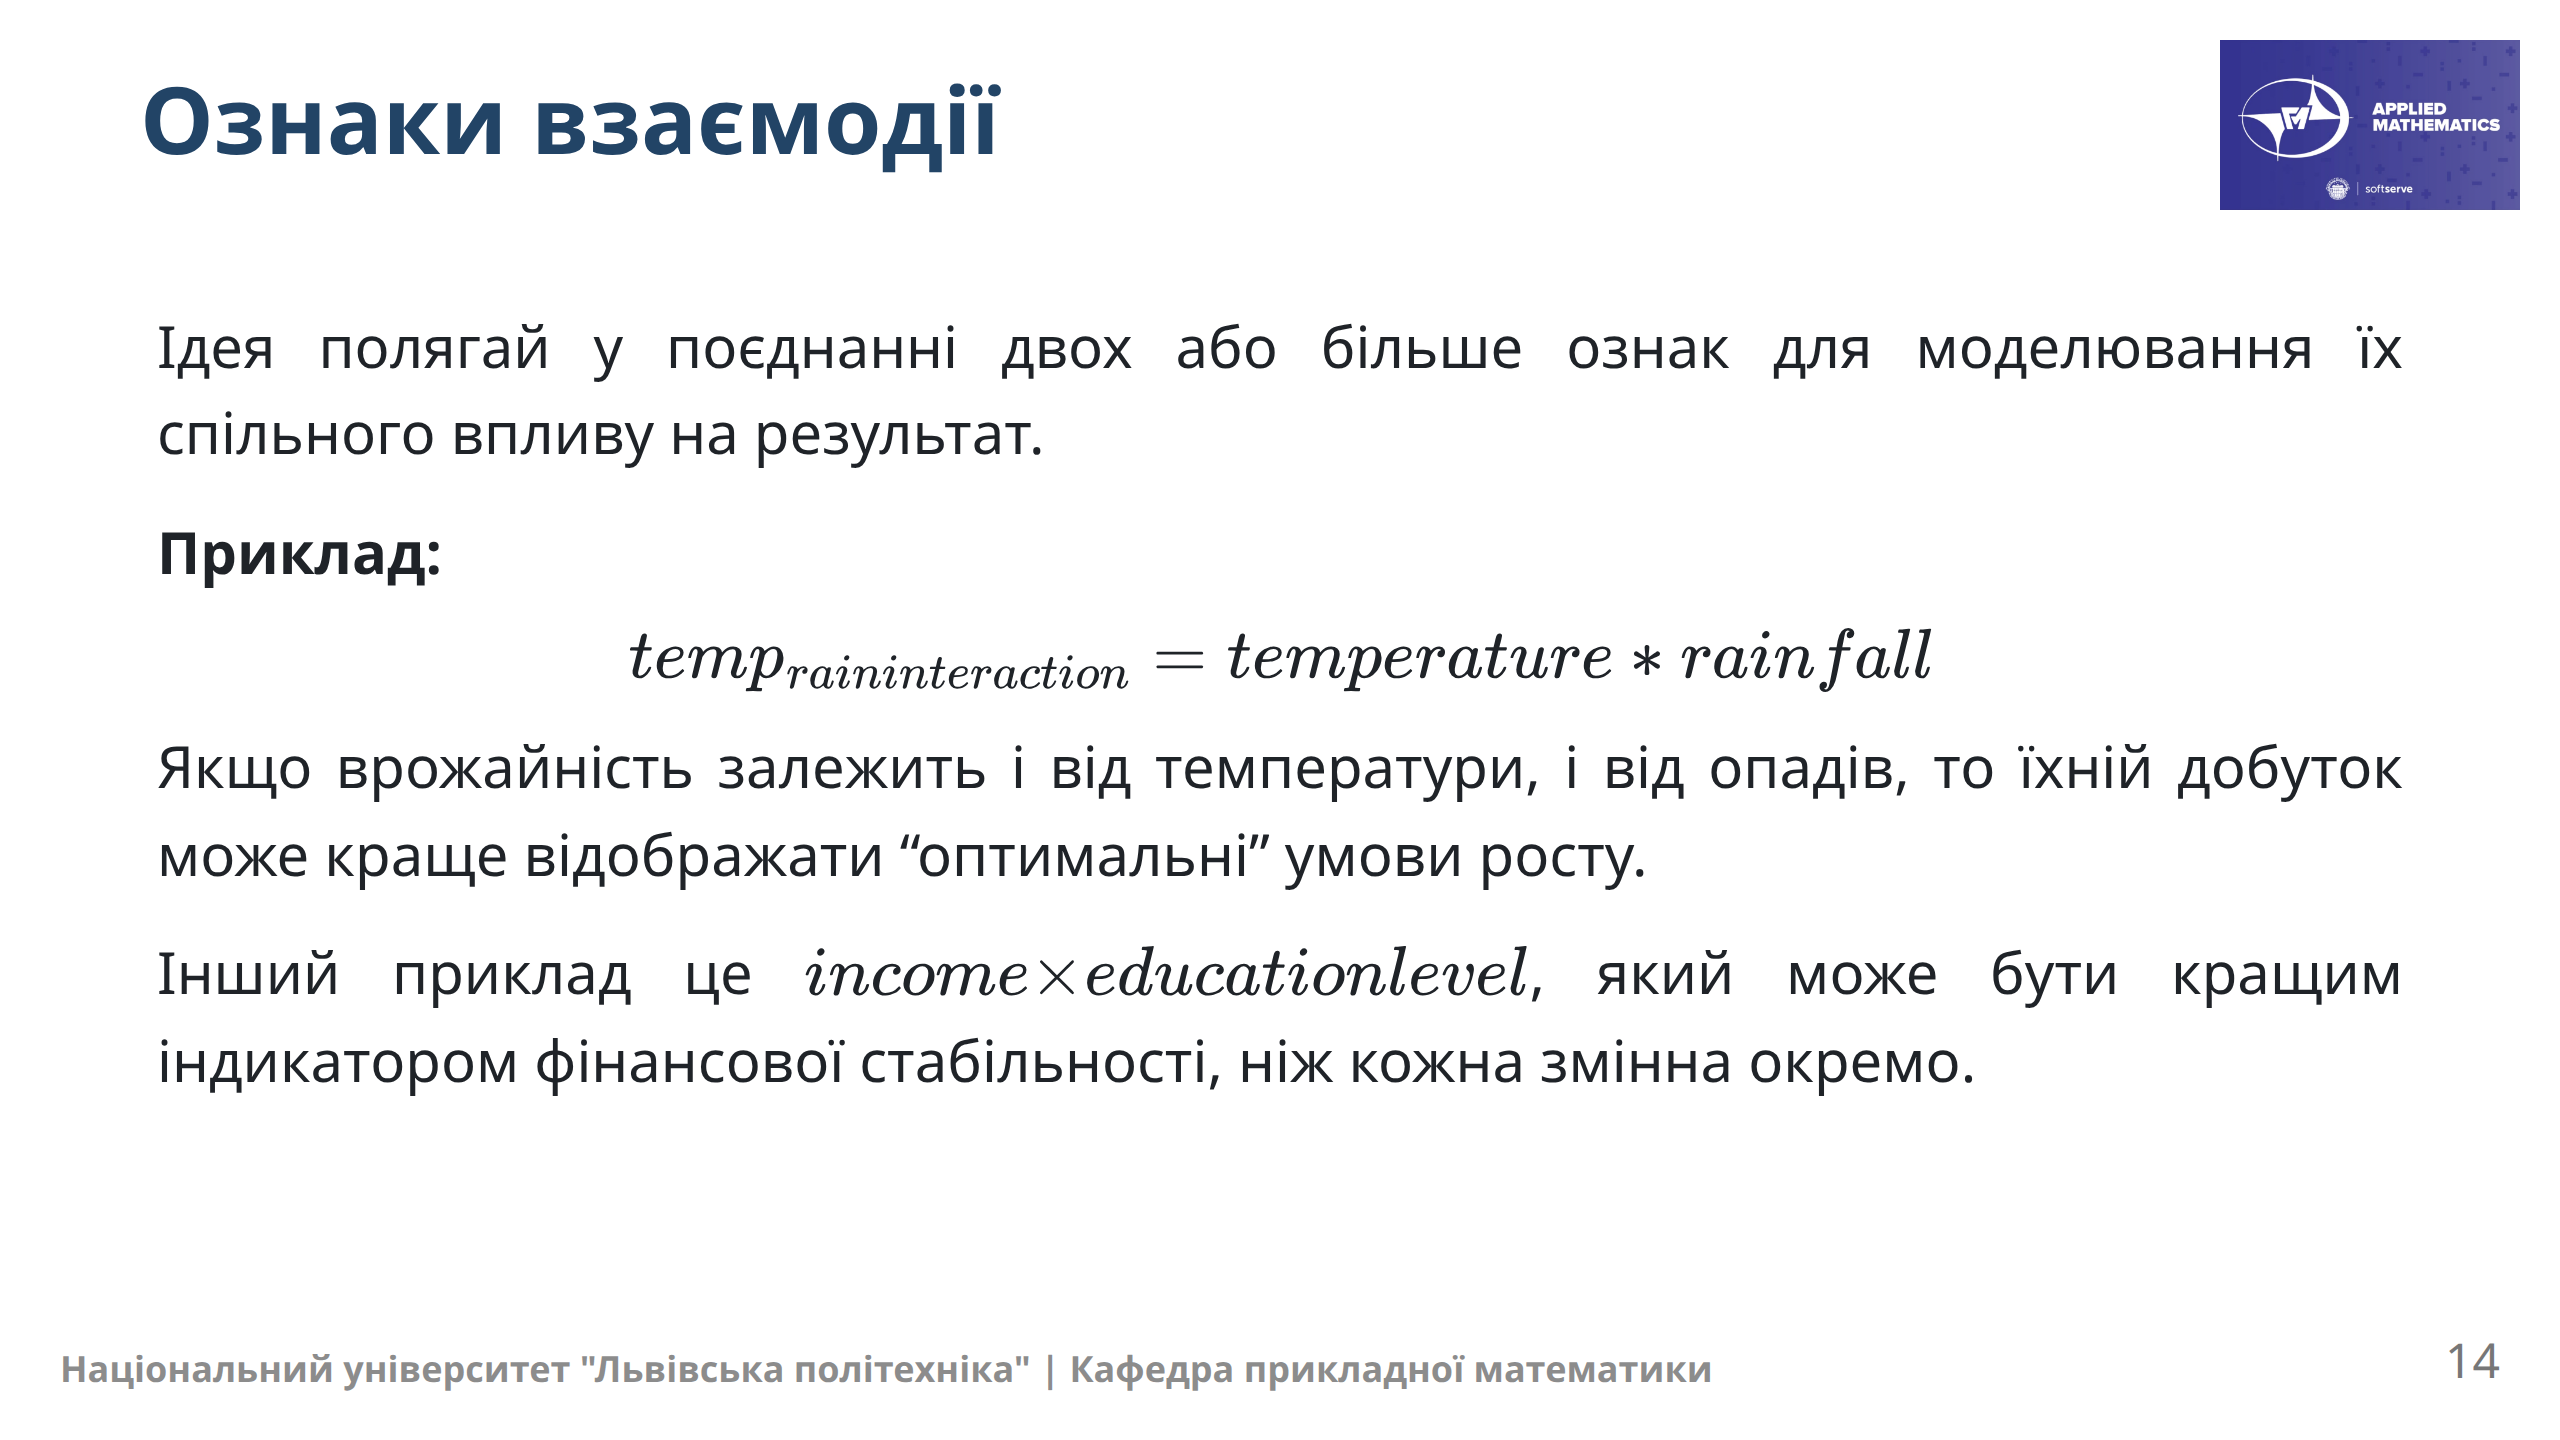 Ознаки взаємодії
APPLIED
MATHEMATICS
softserve
Ідея полягай у поєднанні двох або більше ознак для моделювання їх
спільного впливу на результат.
Приклад:
temp_{raininteraction} = temperature * rainfall
Якщо врожайність залежить і від температури, і від опадів, то їхній добуток
може краще відображати “оптимальні” умови росту.
Інший приклад це income×educationlevel, який може бути кращим
індикатором фінансової стабільності, ніж кожна змінна окремо.
Національний університет "Львівська політехніка" | Кафедра прикладної математики
14